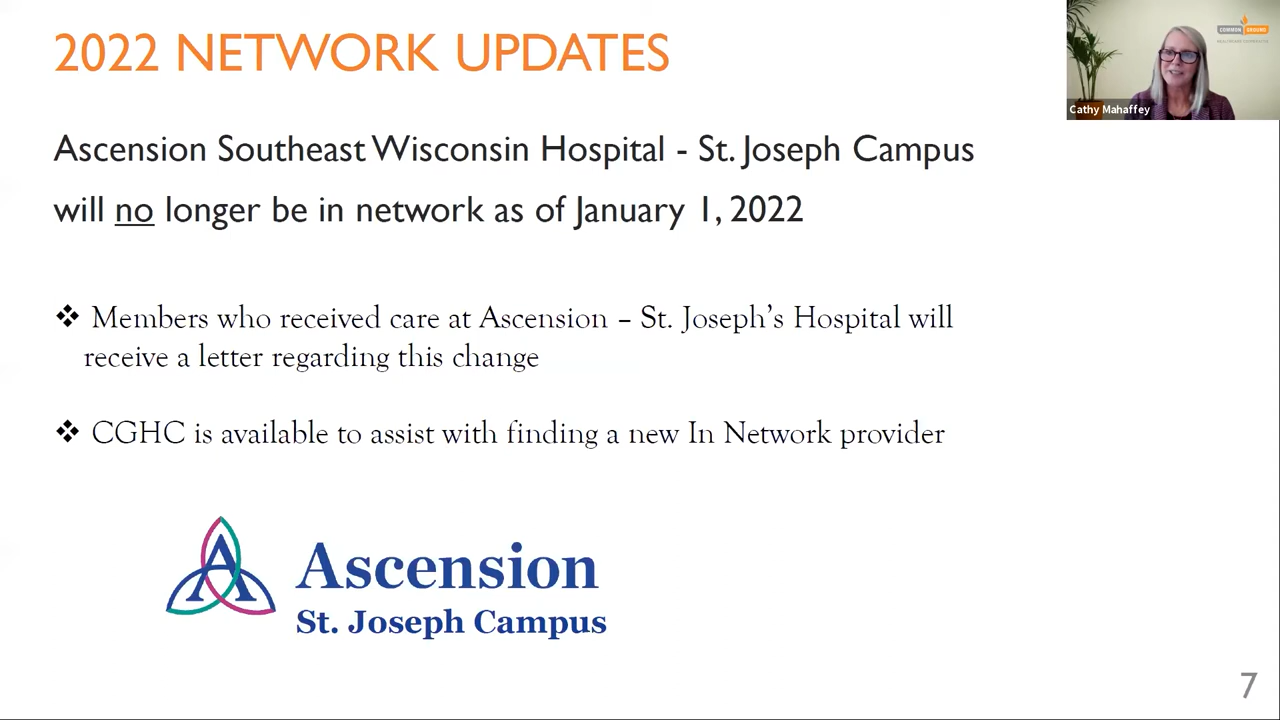 2022 NETWORK UPDATES
COMMON GROUND
Cathy Mahaffey
Ascension Southeast Wisconsin Hospital - St. Joseph Campus
will no longer be in network as of January 1, 2022
❖ Members who received care at Ascension – St. Joseph’s Hospital will
receive a letter regarding this change
❖ CGHC is available to assist with finding a new In Network provider
A
Ascension
St. Joseph Campus
7